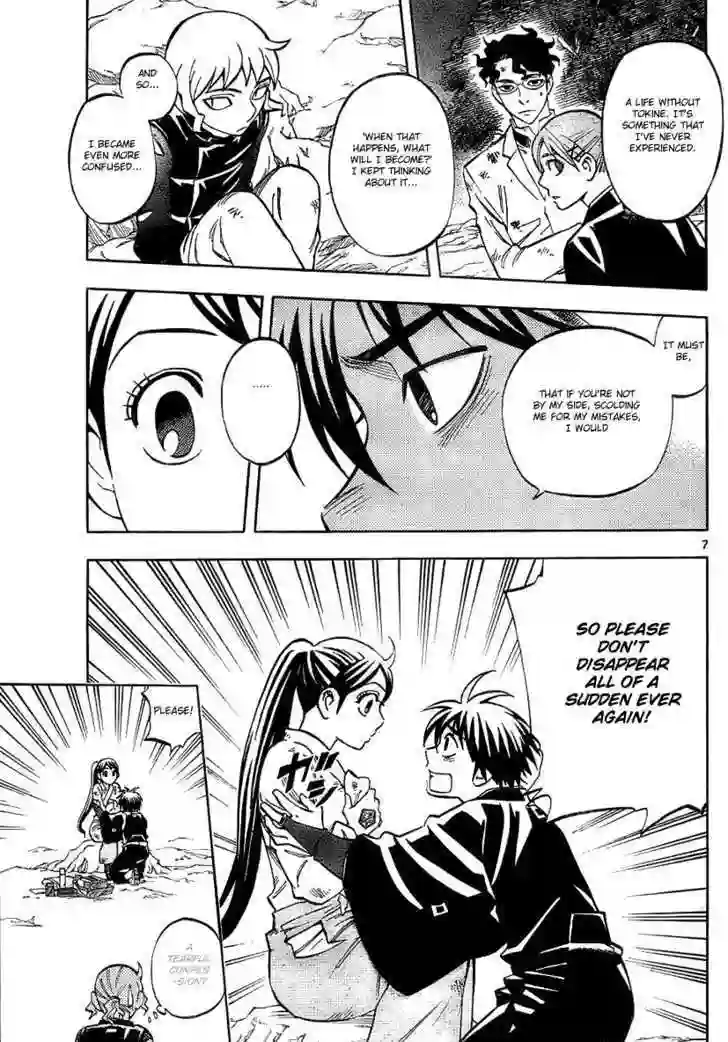 A LIFE WITHOUT
TOKINE. IT'S
SOMETHING THAT
I'VE NEVER
EXPERIENCED.
'WHEN THAT
HAPPENS, WHAT
WILL I BECOME?'
I KEPT THINKING
ABOUT IT...
AND
SO...
I BECAME
EVEN MORE
CONFUSED...
IT MUST
BE,
THAT IF YOU'RE NOT
BY MY SIDE, SCOLDING
ME FOR MY MISTAKES,
I WOULD
.....
7
SO PLEASE
DON'T
DISAPPEAR
ALL OF A
SUDDEN EVER
AGAIN!
ガバ
PLEASE!
A
TEARFUL
CONFES
-SION?